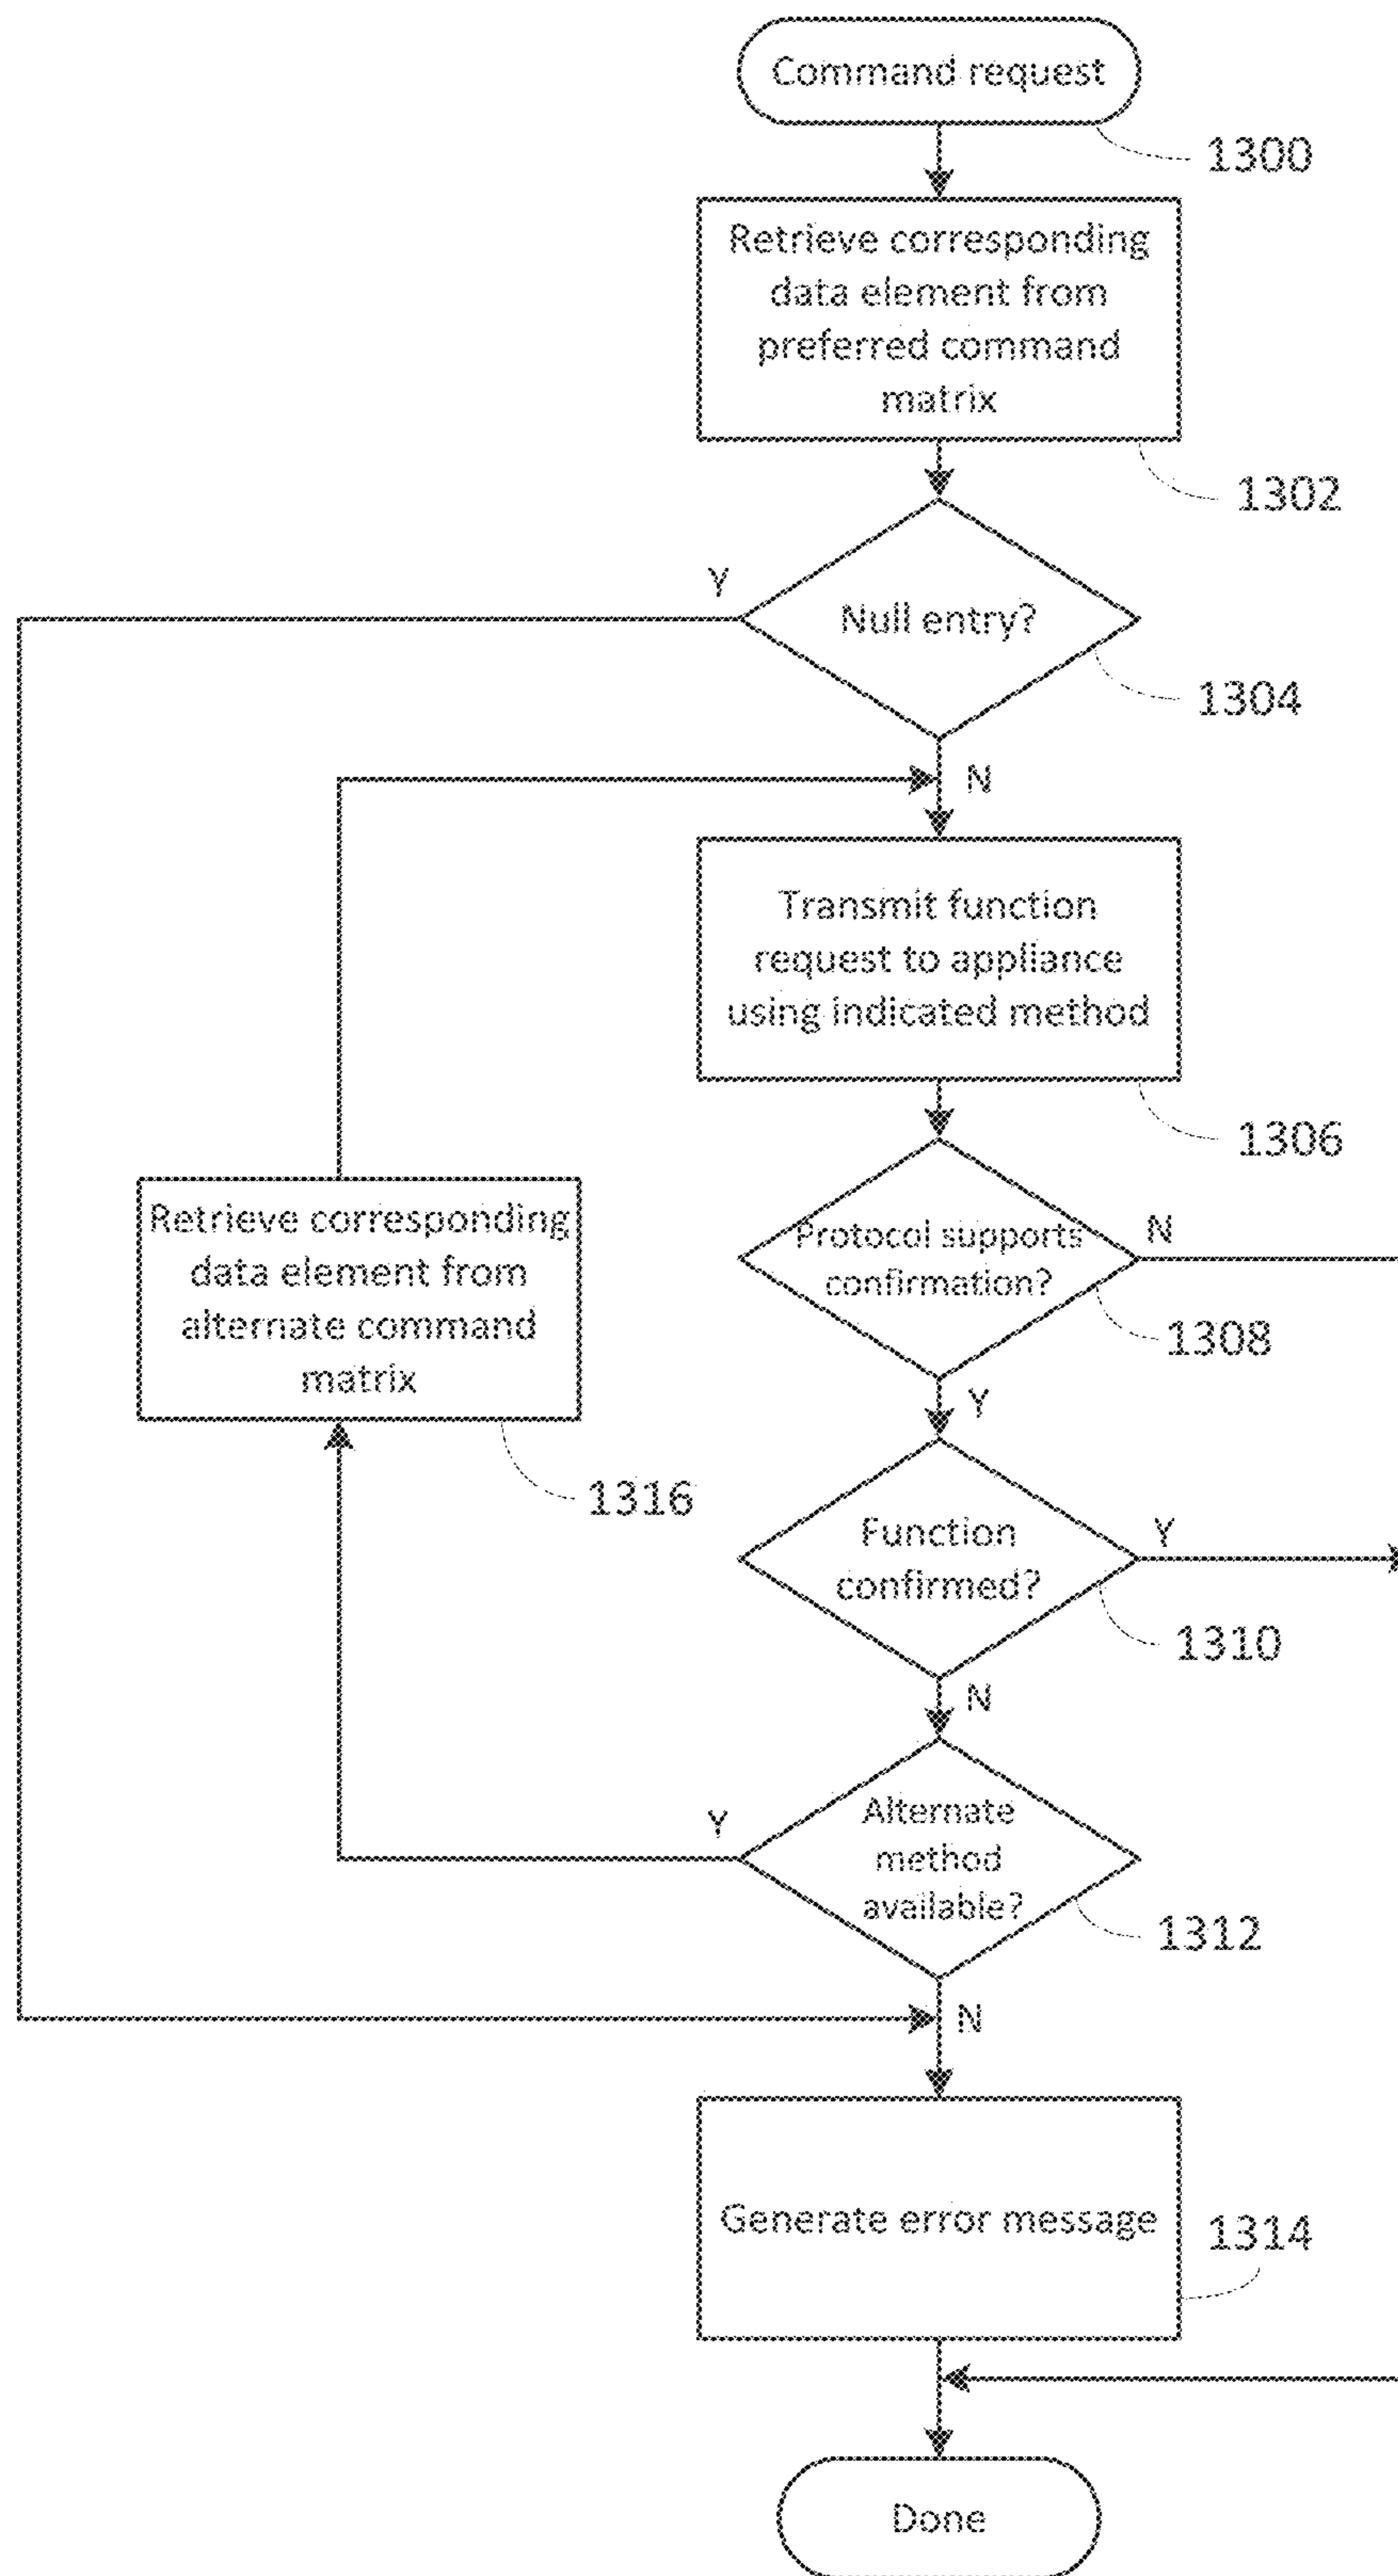 Command request
1300
Retrieve corresponding
data element from
preferred command
matrix
1302
Y
Null entry?
1304
N
Transmit function
request to appliance
using indicated method
1306
Retrieve corresponding
data element from
alternate command
matrix
1316
Protocol supports
confirmation?
N
1308
Y
Function
confirmed?
Y
1310
N
Y
Alternate
method
available?
1312
N
Generate error message
1314
Done